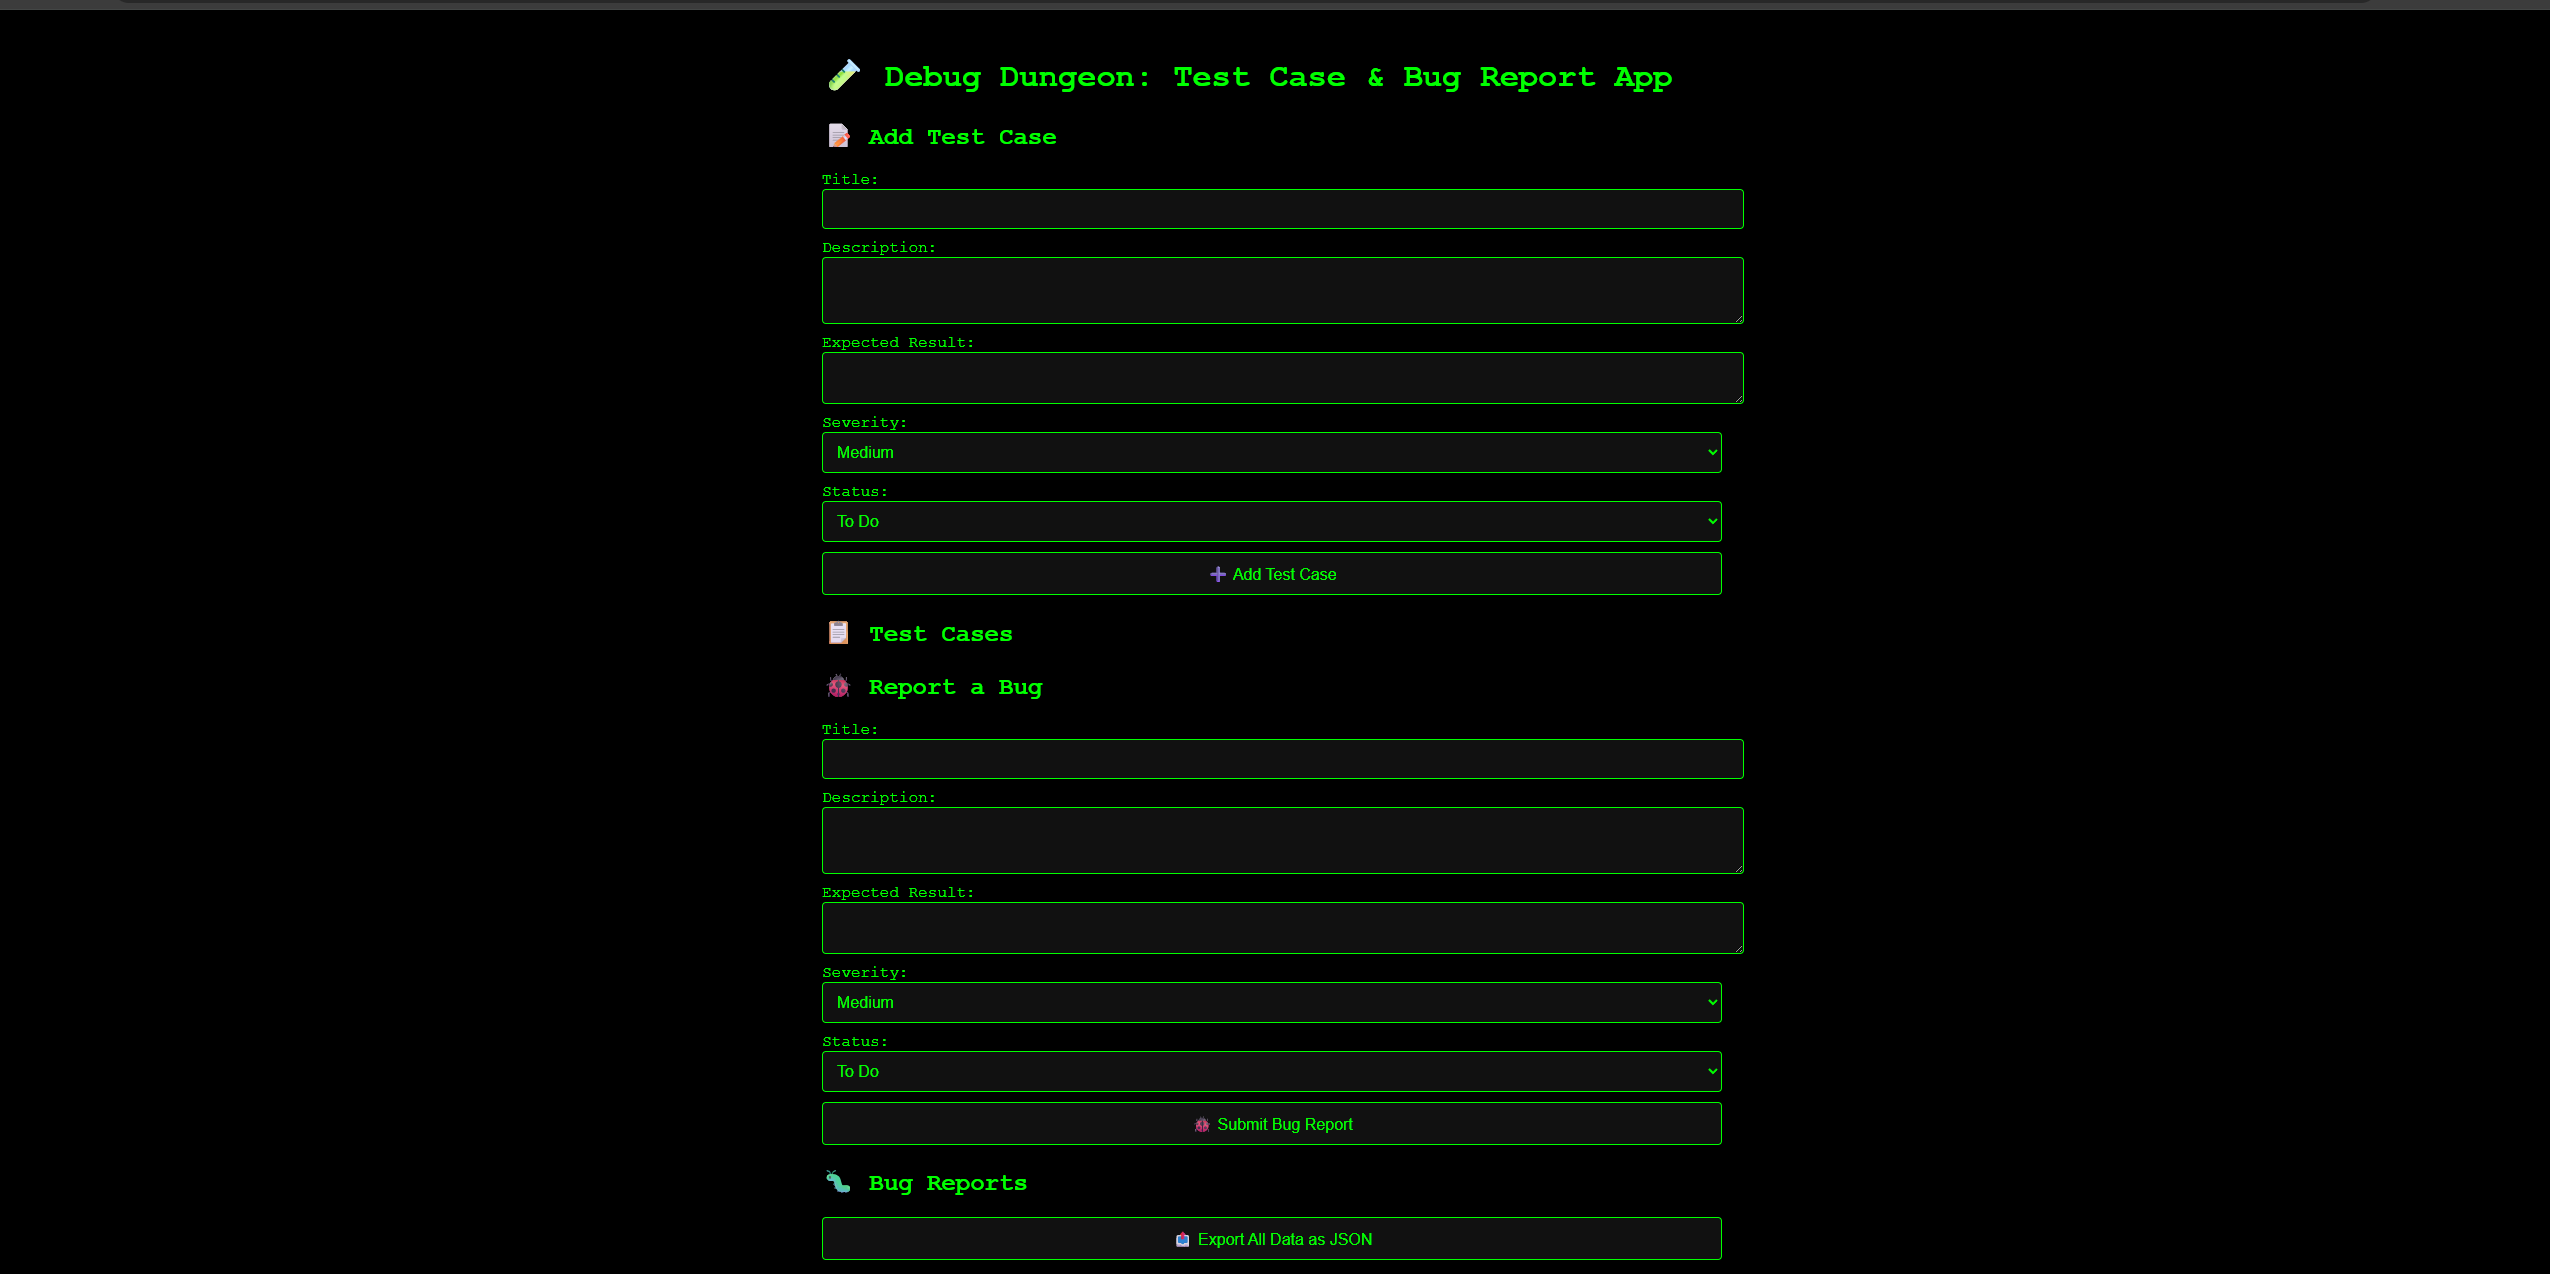 Debug Dungeon: Test Case & Bug Report App
Add Test Case
Title:
Description:
Expected Result:
Severity:
Medium
Status:
To Do
Add Test Case
Test Cases
Report a Bug
Title:
Description:
Expected Result:
Severity:
Medium
Status:
To Do
Submit Bug Report
Bug Reports
Export All Data as JSON